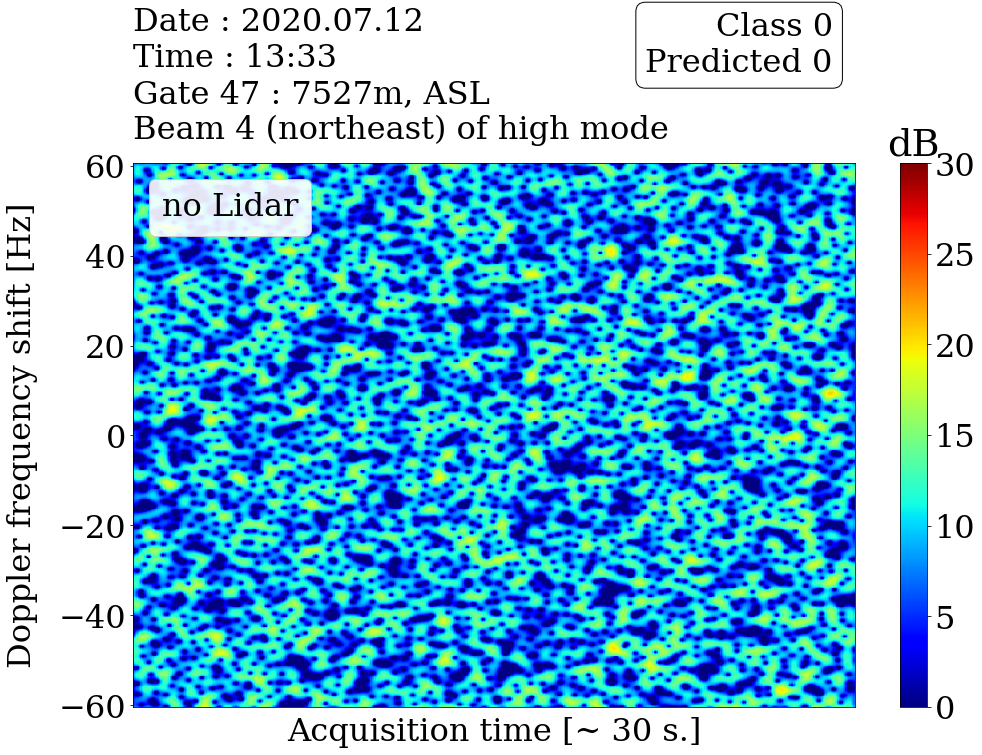 Date : 2020.07.12
Time : 13:33
Gate 47 : 7527m, ASL
Beam 4 (northeast) of high mode
Class 0
Predicted 0
dB
no Lidar
Doppler frequency shift [Hz]
60
40
20
0
−20
−40
−60
Acquisition time [~ 30 s.]
30
25
20
15
10
5
0